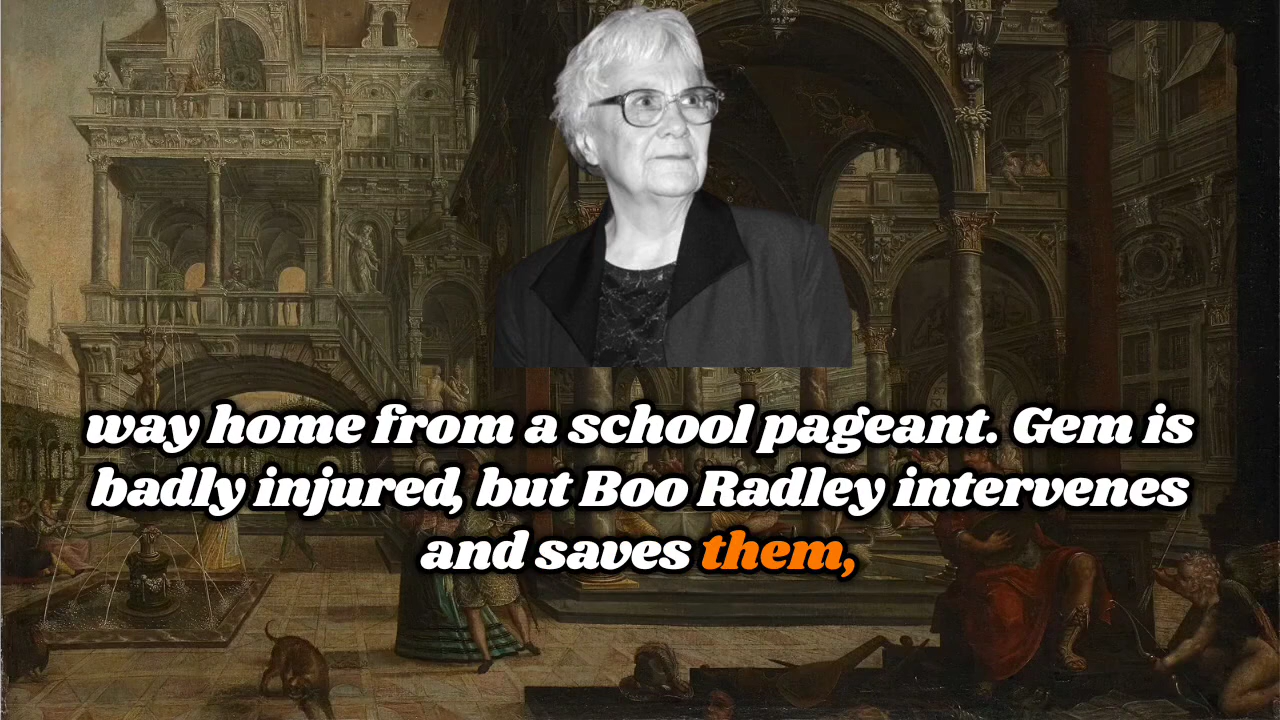 way home from a school pageant. Gem is
badly injured, but Boo Radley intervenes
and saves them,